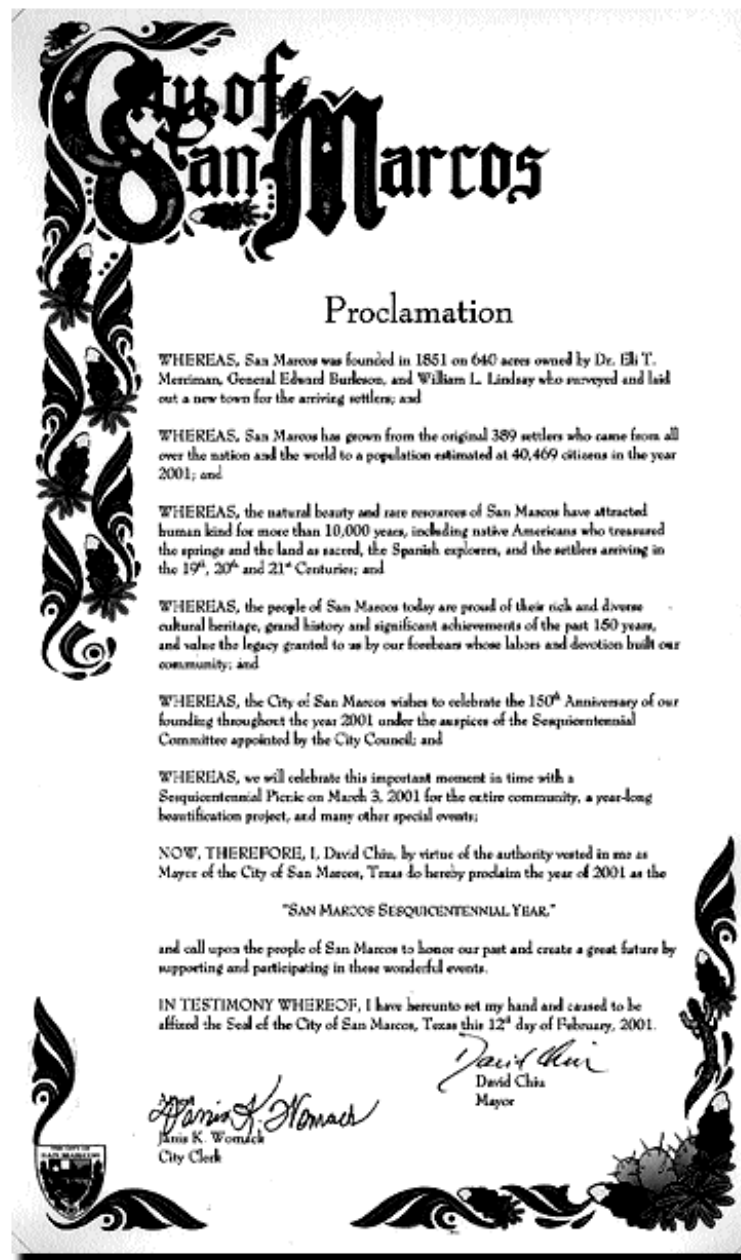 City of
San Marcos
Proclamation
WHEREAS, San Marcos was founded in 1851 on 640 acres owned by Dr. Eli T.
Merriman, General Edward Burleson, and William L. Lindsay who surveyed and laid
out a new town for the arriving settlers; and
WHEREAS, San Marcos has grown from the original 389 settlers who came from all
over the nation and the world to a population estimated at 40,469 citizens in the year
2001; and
WHEREAS, the natural beauty and rare resources of San Marcos have attracted
human kind for more than 10,000 years, including native Americans who treasured
the springs and the land as sacred, the Spanish explorers, and the settlers arriving in
the 19th, 20th and 21st Centuries; and
WHEREAS, the people of San Marcos today are proud of their rich and diverse
cultural heritage, grand history and significant achievements of the past 150 years,
and value the legacy granted to us by our forebears whose labors and devotion built our
community; and
WHEREAS, the City of San Marcos wishes to celebrate the 150th Anniversary of our
founding throughout the year 2001 under the auspices of the Sesquicentennial
Committee appointed by the City Council; and
WHEREAS, we will celebrate this important moment in time with a
Sesquicentennial Picnic on March 3, 2001 for the entire community, a year-long
beautification project, and many other special events;
NOW, THEREFORE, I, David Chiu, by virtue of the authority vested in me as
Mayor of the City of San Marcos, Texas do hereby proclaim the year of 2001 as the
"SAN MARCOS SESQUICENTENNIAL YEAR,"
and call upon the people of San Marcos to honor our past and create a great future by
supporting and participating in these wonderful events.
IN TESTIMONY WHEREOF, I have hereunto set my hand and caused to be
affixed the Seal of the City of San Marcos, Texas this 12th day of February, 2001.
David Chiu
David Chiu
Mayor
Attest
Janis K. Womack
Janis K. Womack
City Clerk
THE CITY OF
SAN MARCOS